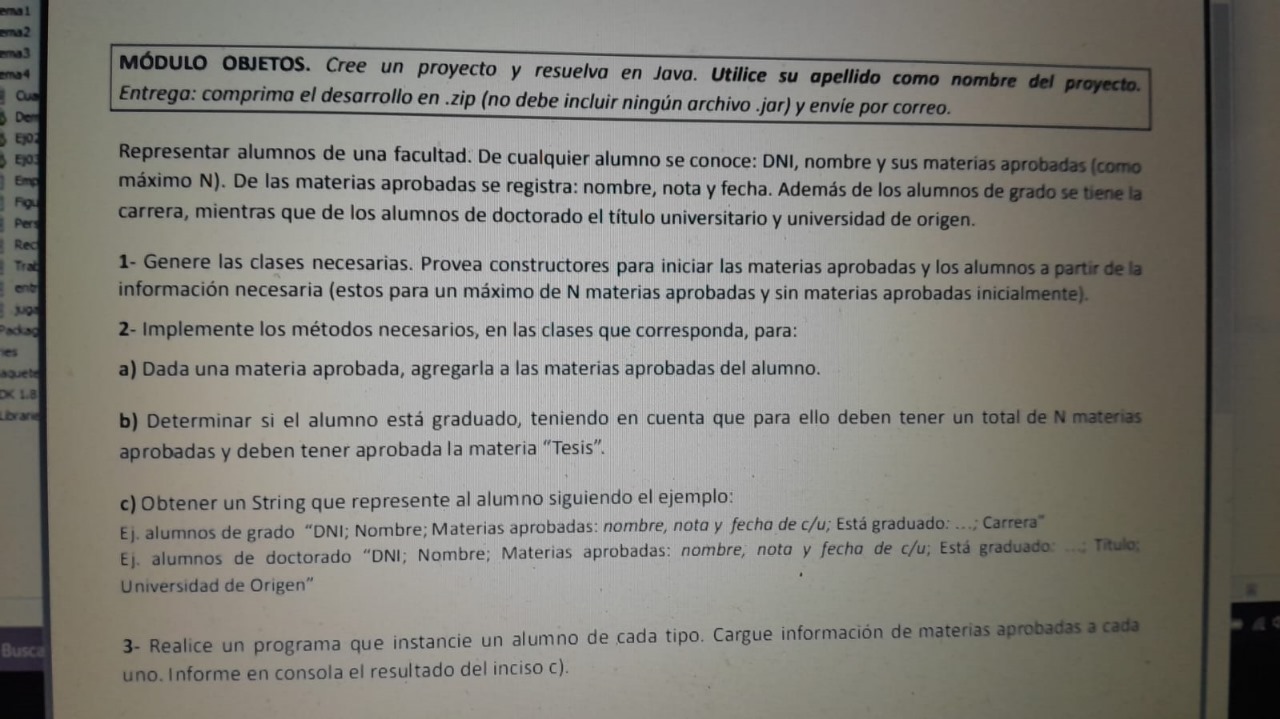 ema1
ema2
ema3
ema4
Cua
Dem
Ej02
Ej03
Emp
Figu
Pers
Rec
Trab
entr
juga
Packag
ies
aquete
DK 1.8
Librarie
Busca
MÓDULO OBJETOS. Cree un proyecto y resuelva en Java. Utilice su apellido como nombre del proyecto.
Entrega: comprima el desarrollo en .zip (no debe incluir ningún archivo .jar) y envíe por correo.
Representar alumnos de una facultad. De cualquier alumno se conoce: DNI, nombre y sus materias aprobadas (como
máximo N). De las materias aprobadas se registra: nombre, nota y fecha. Además de los alumnos de grado se tiene la
carrera, mientras que de los alumnos de doctorado el título universitario y universidad de origen.
1- Genere las clases necesarias. Provea constructores para iniciar las materias aprobadas y los alumnos a partir de la
información necesaria (estos para un máximo de N materias aprobadas y sin materias aprobadas inicialmente).
2- Implemente los métodos necesarios, en las clases que corresponda, para:
a) Dada una materia aprobada, agregarla a las materias aprobadas del alumno.
b) Determinar si el alumno está graduado, teniendo en cuenta que para ello deben tener un total de N materias
aprobadas y deben tener aprobada la materia “Tesis”.
c) Obtener un String que represente al alumno siguiendo el ejemplo:
Ej. alumnos de grado “DNI; Nombre; Materias aprobadas: nombre, nota y fecha de c/u; Está graduado: ...; Carrera”
Ej. alumnos de doctorado “DNI; Nombre; Materias aprobadas: nombre, nota y fecha de c/u; Está graduado: ...; Título;
Universidad de Origen”
3- Realice un programa que instancie un alumno de cada tipo. Cargue información de materias aprobadas a cada
uno. Informe en consola el resultado del inciso c).